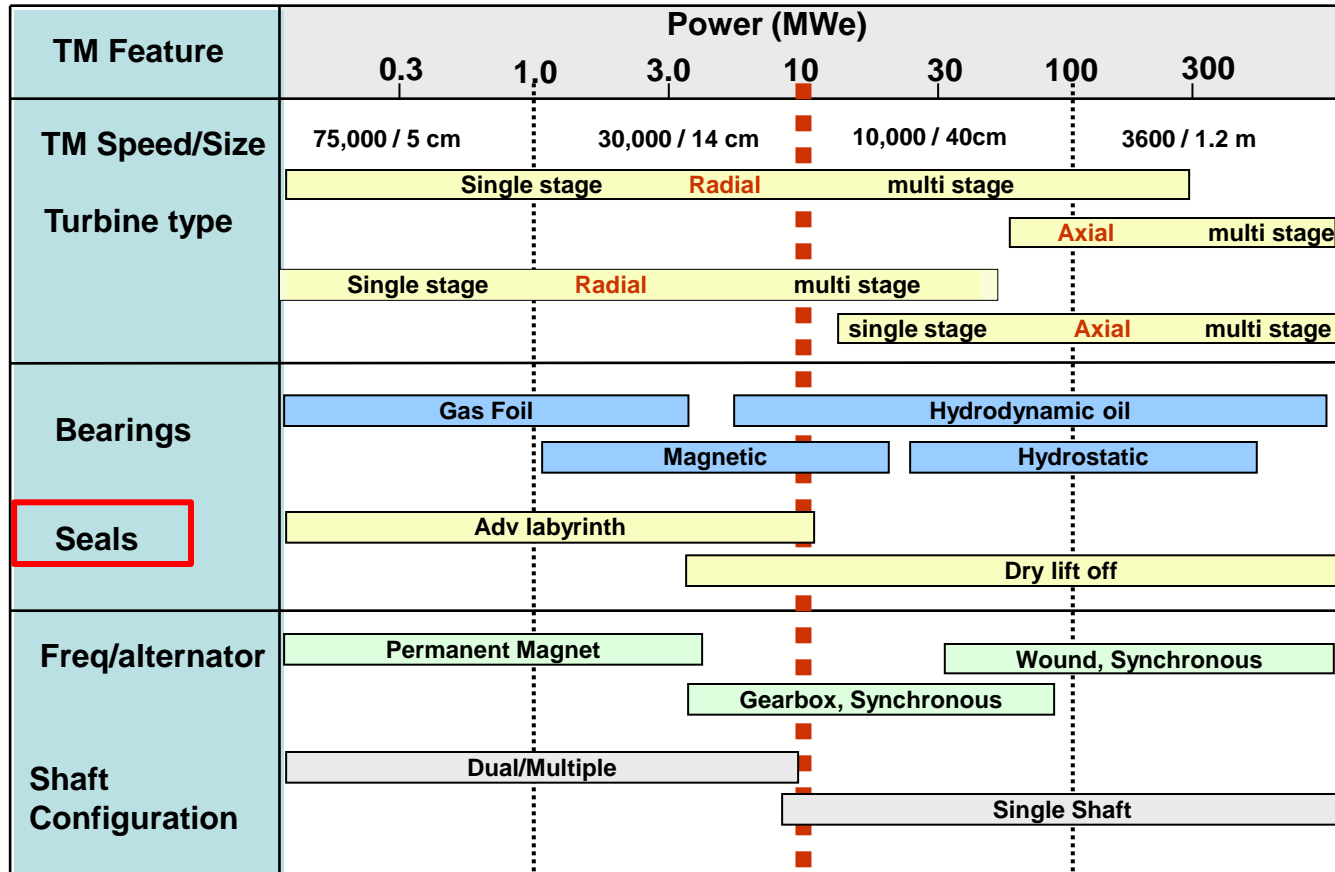 Power (MWe)
TM Feature
0.3 1.0 3.0 10 30 100 300
TM Speed/Size 75,000 / 5 cm 30,000 / 14 cm 10,000 / 40cm 3600 / 1.2 m
Single stage Radial multi stage
Turbine type
Axial multi stage
Single stage Radial multi stage
single stage Axial multi stage
Gas Foil Hydrodynamic oil
Bearings
Magnetic Hydrostatic
Adv labyrinth
Seals
Dry lift off
Freq/alternator Permanent Magnet Wound, Synchronous
Gearbox, Synchronous
Dual/Multiple
Shaft
Configuration Single Shaft